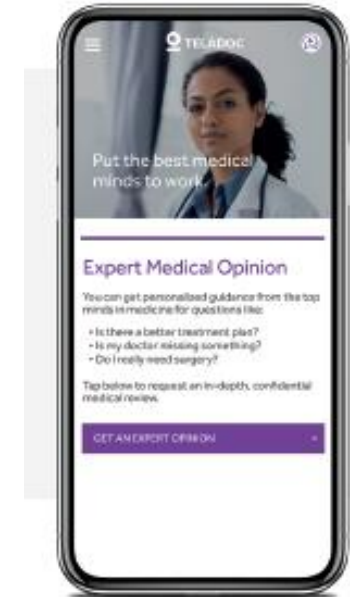 TELADOC
Put the best medical
minds to work.
Expert Medical Opinion
You can get personalized guidance from the top
minds in medicine for questions like:
• Is there a better treatment plan?
• Is my doctor missing something?
• Do I really need surgery?
Tap below to request an in-depth, confidential
medical review.
GET AN EXPERT OPINION